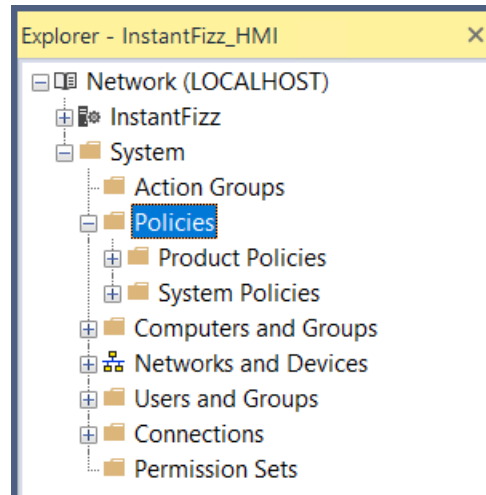 Explorer - InstantFizz_HMI
Network (LOCALHOST)
InstantFizz
System
Action Groups
Policies
Product Policies
System Policies
Computers and Groups
Networks and Devices
Users and Groups
Connections
Permission Sets